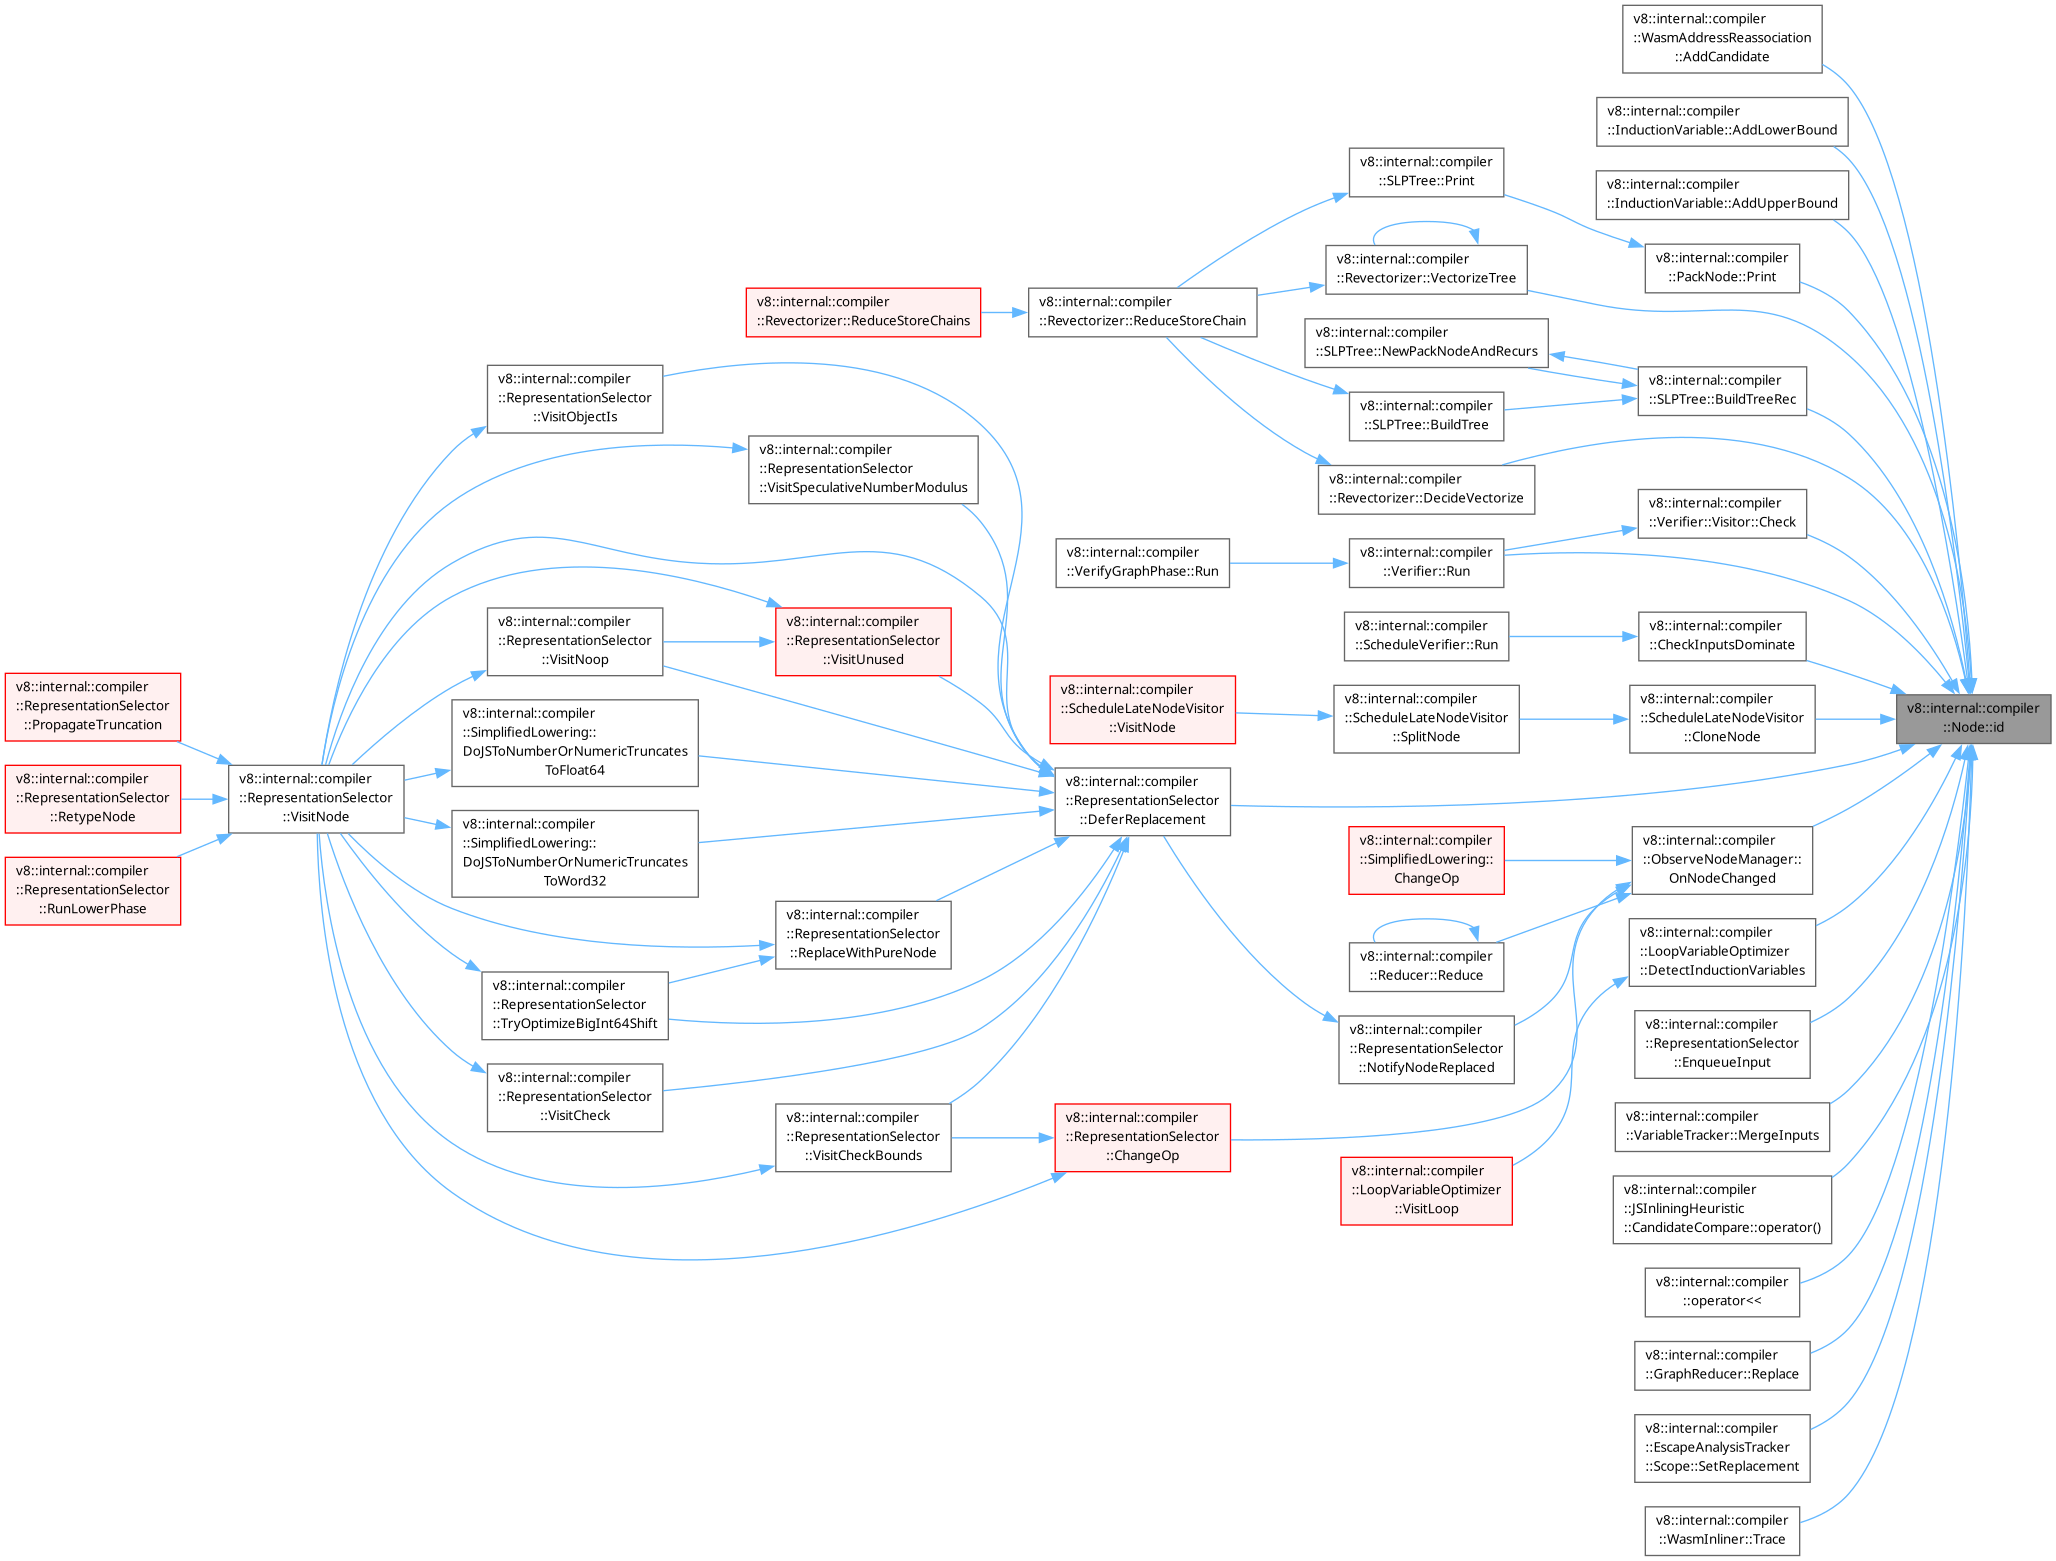 v8::internal::compiler
::WasmAddressReassociation
::AddCandidate
v8::internal::compiler
::InductionVariable::AddLowerBound
v8::internal::compiler
::SLPTree::Print
v8::internal::compiler
::InductionVariable::AddUpperBound
v8::internal::compiler
::Revectorizer::VectorizeTree
v8::internal::compiler
::PackNode::Print
v8::internal::compiler
::Revectorizer::ReduceStoreChains
v8::internal::compiler
::Revectorizer::ReduceStoreChain
v8::internal::compiler
::SLPTree::NewPackNodeAndRecurs
v8::internal::compiler
::RepresentationSelector
::VisitObjectIs
v8::internal::compiler
::SLPTree::BuildTree
v8::internal::compiler
::SLPTree::BuildTreeRec
v8::internal::compiler
::RepresentationSelector
::VisitSpeculativeNumberModulus
v8::internal::compiler
::Revectorizer::DecideVectorize
v8::internal::compiler
::Verifier::Visitor::Check
v8::internal::compiler
::VerifyGraphPhase::Run
v8::internal::compiler
::Verifier::Run
v8::internal::compiler
::RepresentationSelector
::VisitNoop
v8::internal::compiler
::RepresentationSelector
::VisitUnused
v8::internal::compiler
::ScheduleVerifier::Run
v8::internal::compiler
::CheckInputsDominate
v8::internal::compiler
::RepresentationSelector
::PropagateTruncation
v8::internal::compiler
::SimplifiedLowering::
DoJSToNumberOrNumericTruncates
ToFloat64
v8::internal::compiler
::ScheduleLateNodeVisitor
::VisitNode
v8::internal::compiler
::ScheduleLateNodeVisitor
::SplitNode
v8::internal::compiler
::ScheduleLateNodeVisitor
::CloneNode
v8::internal::compiler
::Node::id
v8::internal::compiler
::RepresentationSelector
::RetypeNode
v8::internal::compiler
::RepresentationSelector
::VisitNode
v8::internal::compiler
::RepresentationSelector
::DeferReplacement
v8::internal::compiler
::RepresentationSelector
::RunLowerPhase
v8::internal::compiler
::SimplifiedLowering::
DoJSToNumberOrNumericTruncates
ToWord32
v8::internal::compiler
::SimplifiedLowering::
ChangeOp
v8::internal::compiler
::ObserveNodeManager::
OnNodeChanged
v8::internal::compiler
::RepresentationSelector
::ReplaceWithPureNode
v8::internal::compiler
::Reducer::Reduce
v8::internal::compiler
::LoopVariableOptimizer
::DetectInductionVariables
v8::internal::compiler
::RepresentationSelector
::TryOptimizeBigInt64Shift
v8::internal::compiler
::RepresentationSelector
::NotifyNodeReplaced
v8::internal::compiler
::RepresentationSelector
::EnqueueInput
v8::internal::compiler
::RepresentationSelector
::VisitCheck
v8::internal::compiler
::RepresentationSelector
::VisitCheckBounds
v8::internal::compiler
::RepresentationSelector
::ChangeOp
v8::internal::compiler
::VariableTracker::MergeInputs
v8::internal::compiler
::LoopVariableOptimizer
::VisitLoop
v8::internal::compiler
::JSInliningHeuristic
::CandidateCompare::operator()
v8::internal::compiler
::operator<<
v8::internal::compiler
::GraphReducer::Replace
v8::internal::compiler
::EscapeAnalysisTracker
::Scope::SetReplacement
v8::internal::compiler
::WasmInliner::Trace